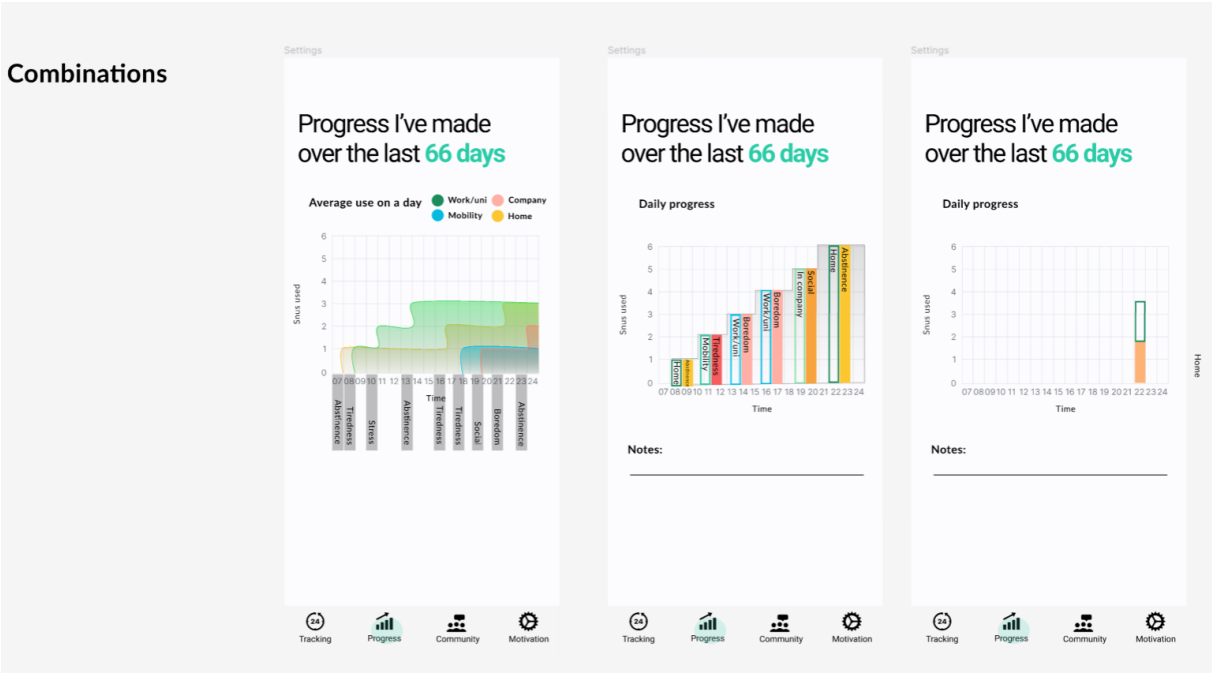 Combinations
Settings
Progress I've made
over the last 66 days
Average use on a day
Work/uni
Company
Mobility
Home
6
5
4
3
2
1
0
Snus used
07 08 09 10 11 12 13 14 15 16 17 18 19 20 21 22 23 24
Time
Abstinence
Tiredness
Stress
Abstinence
Tiredness
Tiredness
Social
Boredom
Abstinence
Tracking
Progress
Community
Motivation
24
Settings
Progress I've made
over the last 66 days
Daily progress
6
5
4
3
2
1
0
Snus used
Home
Abstinence
Mobility
Tiredness
Work/uni
Boredom
Work/uni
Boredom
In company
Social
Home
Abstinence
07 08 09 10 11 12 13 14 15 16 17 18 19 20 21 22 23 24
Time
Notes:
24
Tracking
Progress
Community
Motivation
Settings
Progress I've made
over the last 66 days
Daily progress
6
5
4
3
2
1
0
Snus used
07 08 09 10 11 12 13 14 15 16 17 18 19 20 21 22 23 24
Time
Home
Notes:
24
Tracking
Progress
Community
Motivation